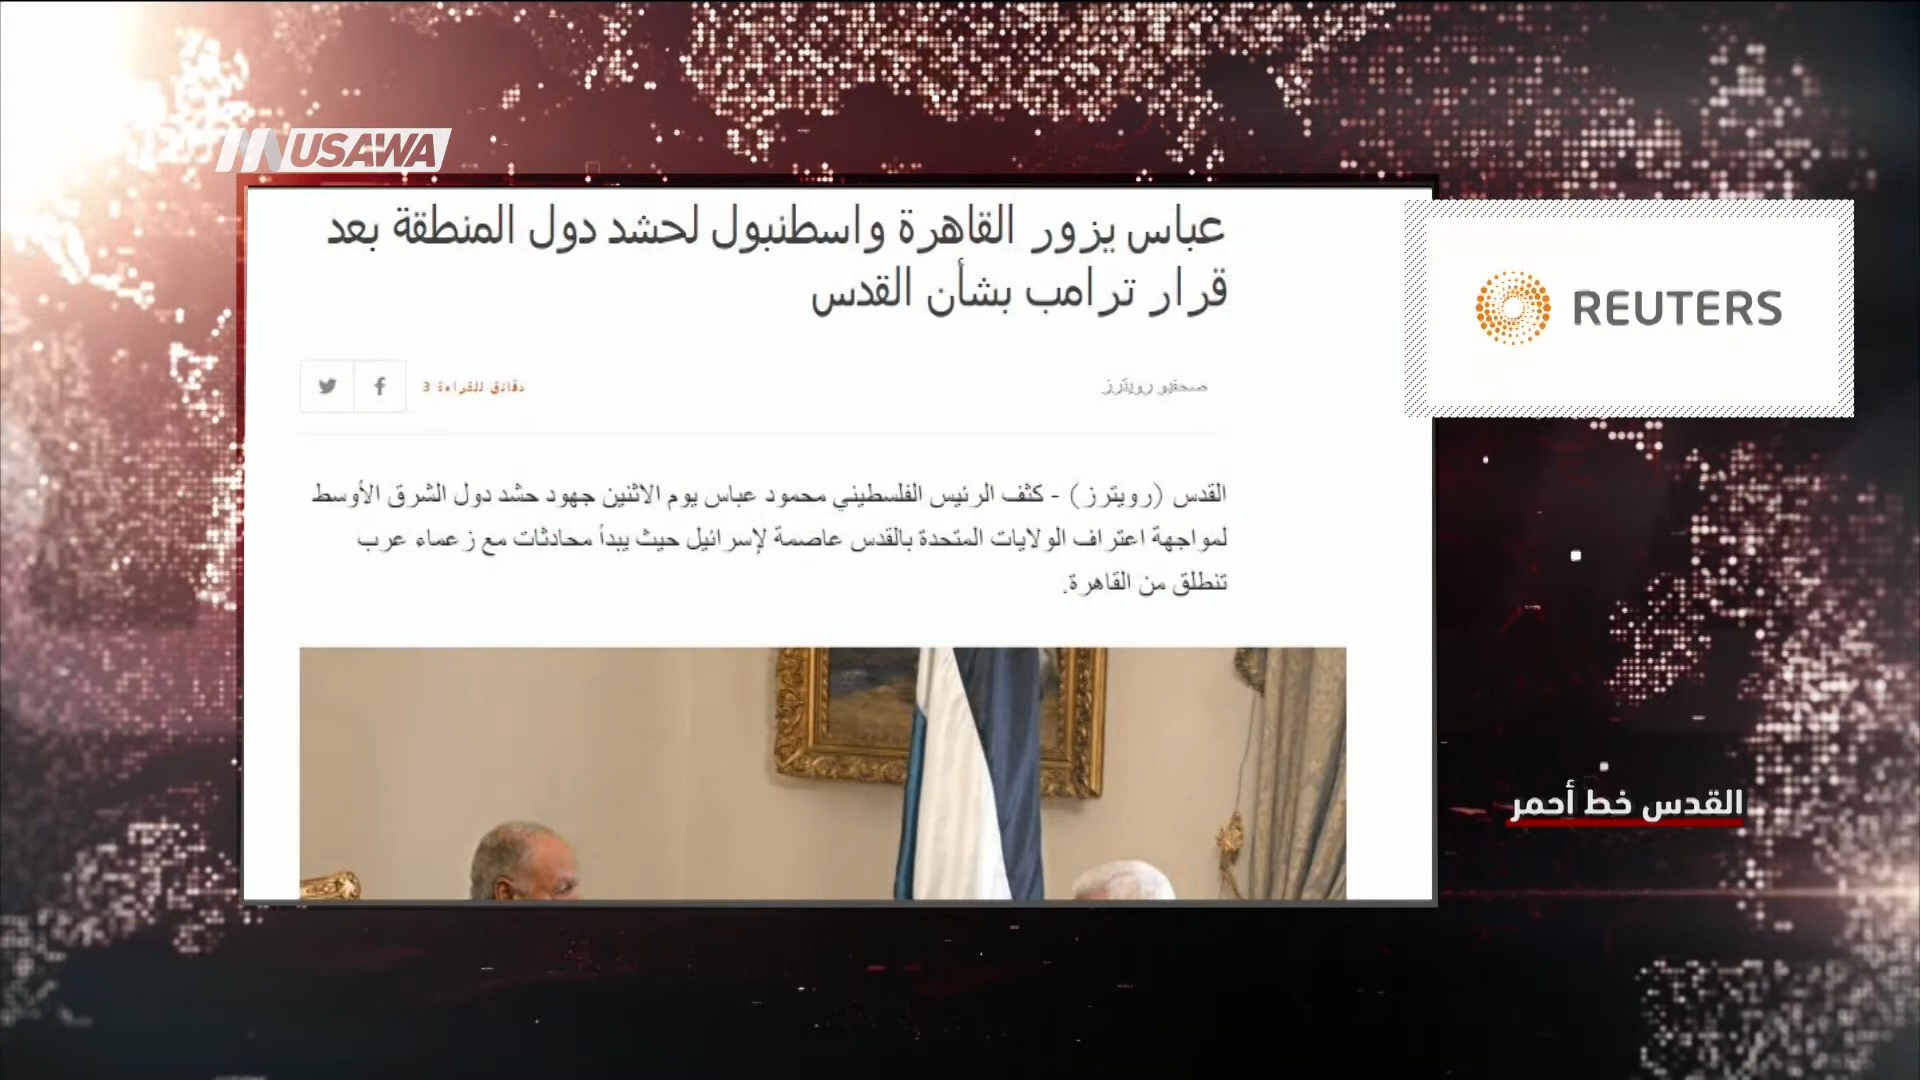 MUSAWA
عباس يزور القاهرة واسطنبول لحشد دول المنطقة بعد
قرار ترامب بشأن القدس
REUTERS
صحفيو رويترز
3 دقائق للقراءة
القدس (رويترز) - كثف الرئيس الفلسطيني محمود عباس يوم الاثنين جهود حشد دول الشرق الأوسط
لمواجهة اعتراف الولايات المتحدة بالقدس عاصمة لإسرائيل حيث يبدأ محادثات مع زعماء عرب
تنطلق من القاهرة.
القدس خط أحمر